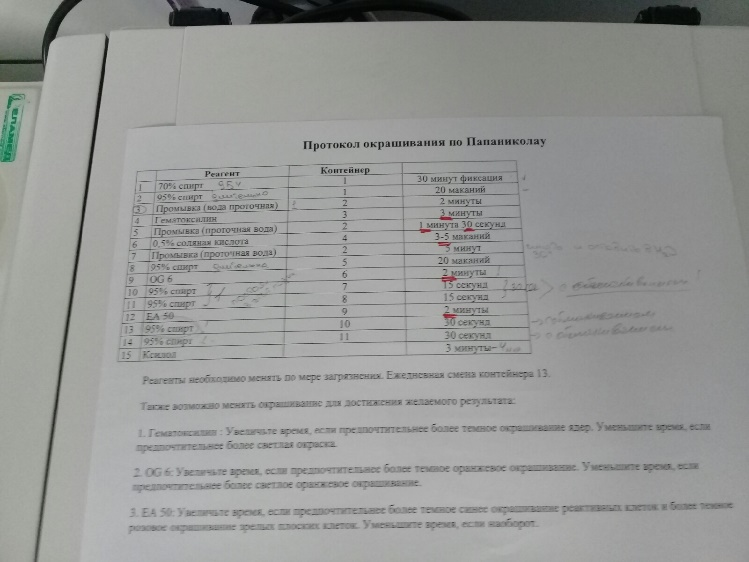 ЕЛАМЕД
Протокол окрашивания по Папаниколау
Реагент Контейнер
1 70% спирт 1 30 минут фиксация
2 95% спирт 1 20 маканий
3 Промывка (вода проточная) 2 2 минуты
4 Гематоксилин 3 3 минуты
5 Промывка (проточная вода) 2 1 минута 30 секунд
6 0,5% соляная кислота 4 3-5 маканий
7 Промывка (проточная вода) 2 5 минут
8 95% спирт 5 20 маканий
9 OG 6 6 2 минуты
10 95% спирт 7 15 секунд
11 95% спирт 8 15 секунд
12 EA 50 9 2 минуты
13 95% спирт 10 30 секунд
14 95% спирт 11 30 секунд
15 Ксилол 3 минуты
Реагенты необходимо менять по мере загрязнения. Ежедневная смена контейнера 13.
Также возможно менять окрашивание для достижения желаемого результата:
1. Гематоксилин : Увеличьте время, если предпочтительнее более темное окрашивание ядер. Уменьшите время, если
предпочтительнее более светлая окраска.
2. OG 6: Увеличьте время, если предпочтительнее более темное оранжевое окрашивание. Уменьшите время, если
предпочтительнее более светлое оранжевое окрашивание.
3. EA 50: Увеличьте время, если предпочтительнее более темное синее окрашивание реактивных клеток и более темное
розовое окрашивание зрелых плоских клеток. Уменьшите время, если наоборот.